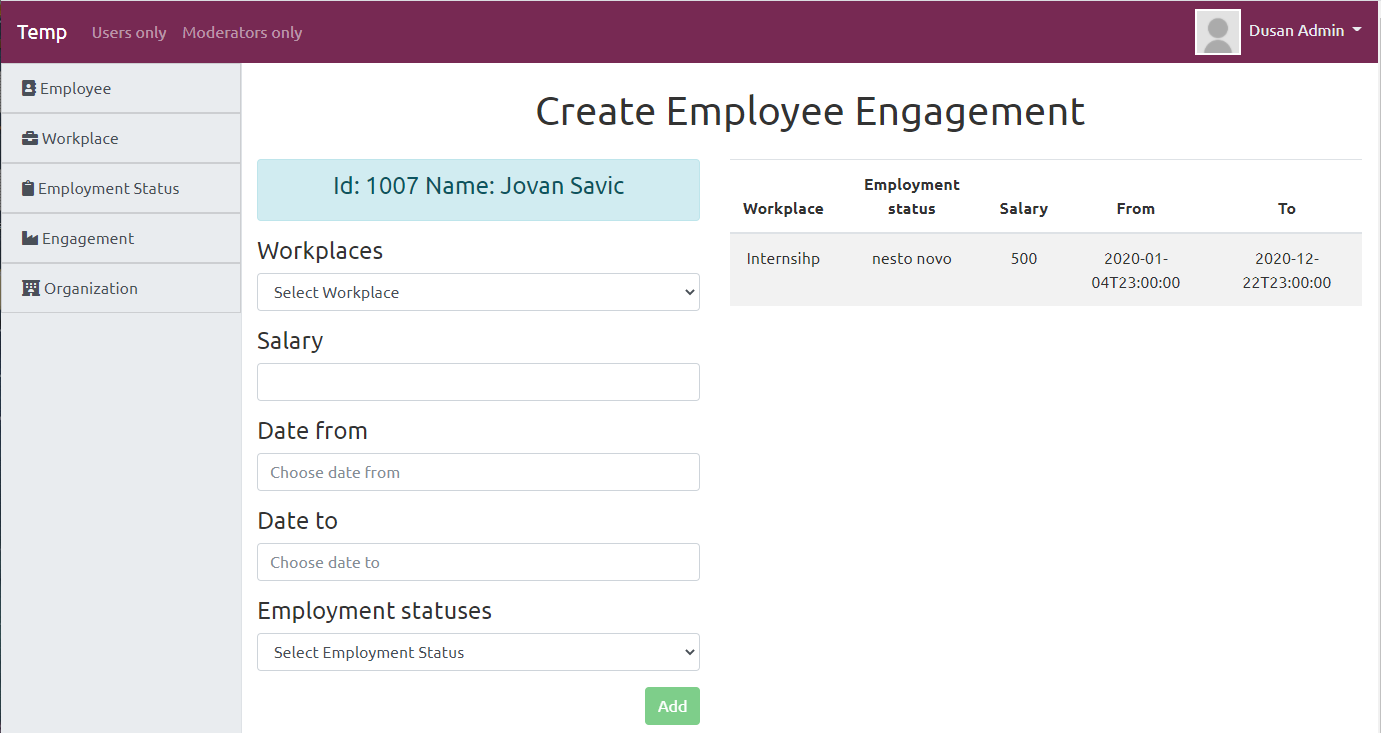 Temp Users only Moderators only Dusan Admin
Employee
Workplace
Employment Status
Engagement
Organization
Create Employee Engagement
Id: 1007 Name: Jovan Savic
Workplaces
Select Workplace
Salary
Date from
Choose date from
Date to
Choose date to
Employment statuses
Select Employment Status
Add
Workplace Employment status Salary From To
Internsihp nesto novo 500 2020-01-04T23:00:00 2020-12-22T23:00:00